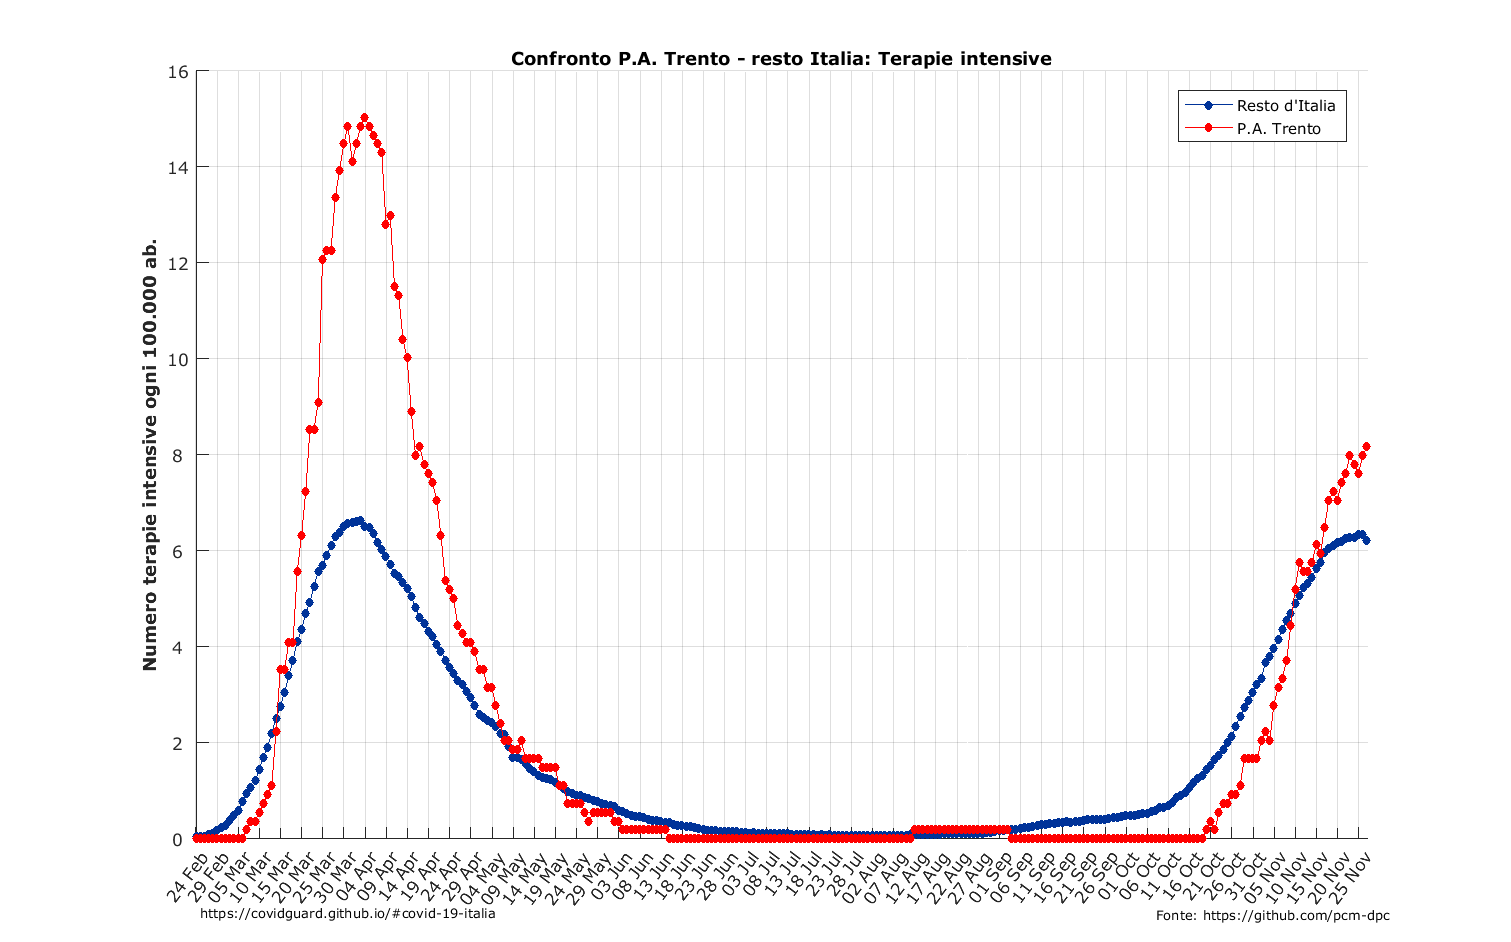 Confronto P.A. Trento - resto Italia: Terapie intensive
Resto d'Italia
P.A. Trento
Numero terapie intensive ogni 100.000 ab.
16
14
12
10
8
6
4
2
0
24 Feb
29 Feb
05 Mar
10 Mar
15 Mar
20 Mar
25 Mar
30 Mar
04 Apr
09 Apr
14 Apr
19 Apr
24 Apr
29 Apr
04 May
09 May
14 May
19 May
24 May
29 May
03 Jun
08 Jun
13 Jun
18 Jun
23 Jun
28 Jun
03 Jul
08 Jul
13 Jul
18 Jul
23 Jul
28 Jul
02 Aug
07 Aug
12 Aug
17 Aug
22 Aug
27 Aug
01 Sep
06 Sep
11 Sep
16 Sep
21 Sep
26 Sep
01 Oct
06 Oct
11 Oct
16 Oct
21 Oct
26 Oct
31 Oct
05 Nov
10 Nov
15 Nov
20 Nov
25 Nov
https://covidguard.github.io/#covid-19-italia
Fonte: https://github.com/pcm-dpc